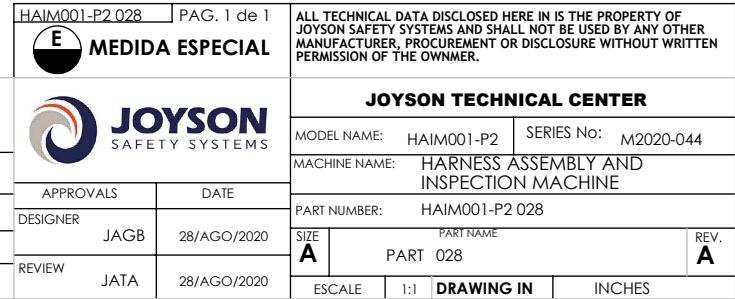 HAIM001-P2 028 PAG. 1 de 1
E MEDIDA ESPECIAL
ALL TECHNICAL DATA DISCLOSED HERE IN IS THE PROPERTY OF
JOYSON SAFETY SYSTEMS AND SHALL NOT BE USED BY ANY OTHER
MANUFACTURER, PROCUREMENT OR DISCLOSURE WITHOUT WRITTEN
PERMISSION OF THE OWNMER.
JOYSON
SAFETY SYSTEMS
JOYSON TECHNICAL CENTER
MODEL NAME: HAIM001-P2 SERIES No: M2020-044
MACHINE NAME: HARNESS ASSEMBLY AND
INSPECTION MACHINE
APPROVALS DATE
PART NUMBER: HAIM001-P2 028
DESIGNER
JAGB 28/AGO/2020
SIZE PART NAME REV.
A PART 028 A
REVIEW
JATA 28/AGO/2020
ESCALE 1:1 DRAWING IN INCHES